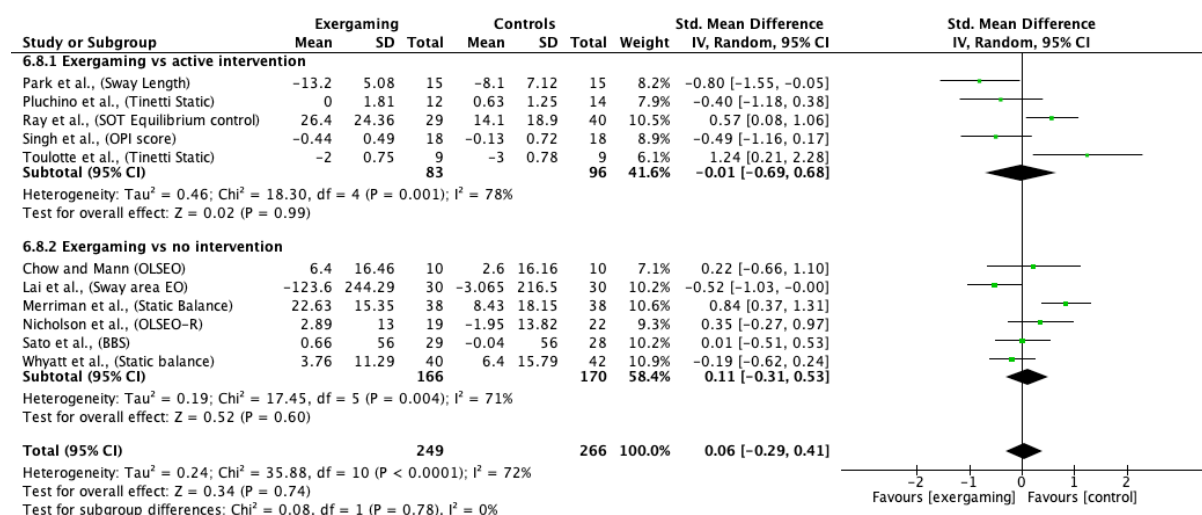 Exergaming Controls Std. Mean Difference Std. Mean Difference
Study or Subgroup Mean SD Total Mean SD Total Weight IV, Random, 95% CI IV, Random, 95% CI
6.8.1 Exergaming vs active intervention
Park et al., (Sway Length) −13.2 5.08 15 −8.1 7.12 15 8.2% −0.80 [−1.55, −0.05]
Pluchino et al., (Tinetti Static) 0 1.81 12 0.63 1.25 14 7.9% −0.40 [−1.18, 0.38]
Ray et al., (SOT Equilibrium control) 26.4 24.36 29 14.1 18.9 40 10.5% 0.57 [0.08, 1.06]
Singh et al., (OPI score) −0.44 0.49 18 −0.13 0.72 18 8.9% −0.49 [−1.16, 0.17]
Toulotte et al., (Tinetti Static) −2 0.75 9 −3 0.78 9 6.1% 1.24 [0.21, 2.28]
Subtotal (95% CI) 83 96 41.6% −0.01 [−0.69, 0.68]
Heterogeneity: Tau² = 0.46; Chi² = 18.30, df = 4 (P = 0.001); I² = 78%
Test for overall effect: Z = 0.02 (P = 0.99)
6.8.2 Exergaming vs no intervention
Chow and Mann (OLSEO) 6.4 16.46 10 2.6 16.16 10 7.1% 0.22 [−0.66, 1.10]
Lai et al., (Sway area EO) −123.6 244.29 30 −3.065 216.5 30 10.2% −0.52 [−1.03, −0.00]
Merriman et al., (Static Balance) 22.63 15.35 38 8.43 18.15 38 10.6% 0.84 [0.37, 1.31]
Nicholson et al., (OLSEO-R) 2.89 13 19 −1.95 13.82 22 9.3% 0.35 [−0.27, 0.97]
Sato et al., (BBS) 0.66 56 29 −0.04 56 28 10.2% 0.01 [−0.51, 0.53]
Whyatt et al., (Static balance) 3.76 11.29 40 6.4 15.79 42 10.9% −0.19 [−0.62, 0.24]
Subtotal (95% CI) 166 170 58.4% 0.11 [−0.31, 0.53]
Heterogeneity: Tau² = 0.19; Chi² = 17.45, df = 5 (P = 0.004); I² = 71%
Test for overall effect: Z = 0.52 (P = 0.60)
Total (95% CI) 249 266 100.0% 0.06 [−0.29, 0.41]
Heterogeneity: Tau² = 0.24; Chi² = 35.88, df = 10 (P < 0.0001); I² = 72%
Test for overall effect: Z = 0.34 (P = 0.74)
Test for subgroup differences: Chi² = 0.08, df = 1 (P = 0.78), I² = 0%
−2 −1 0 1 2
Favours [exergaming] Favours [control]